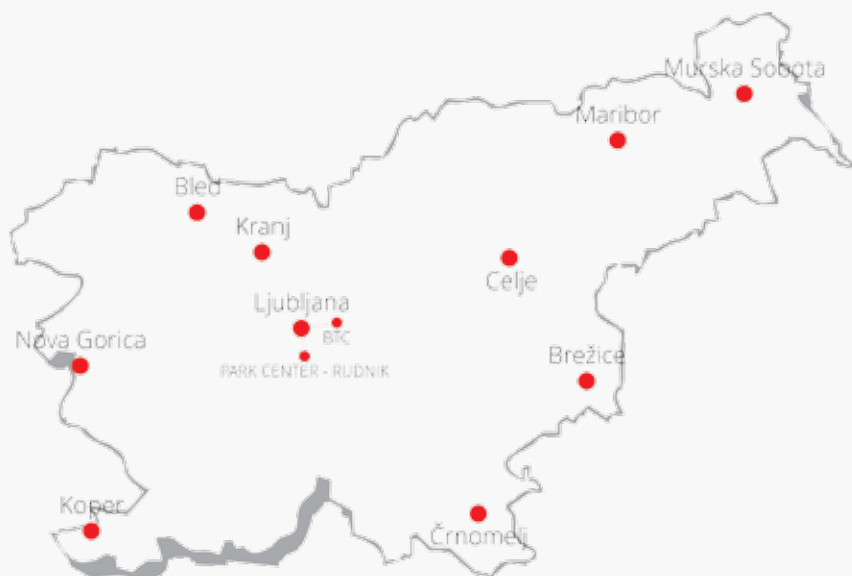 Murska Sobota
Maribor
Bled
Kranj
Celje
Ljubljana
BTC
Nova Gorica
PARK CENTER - RUDNIK
Brežice
Koper
Črnomelj